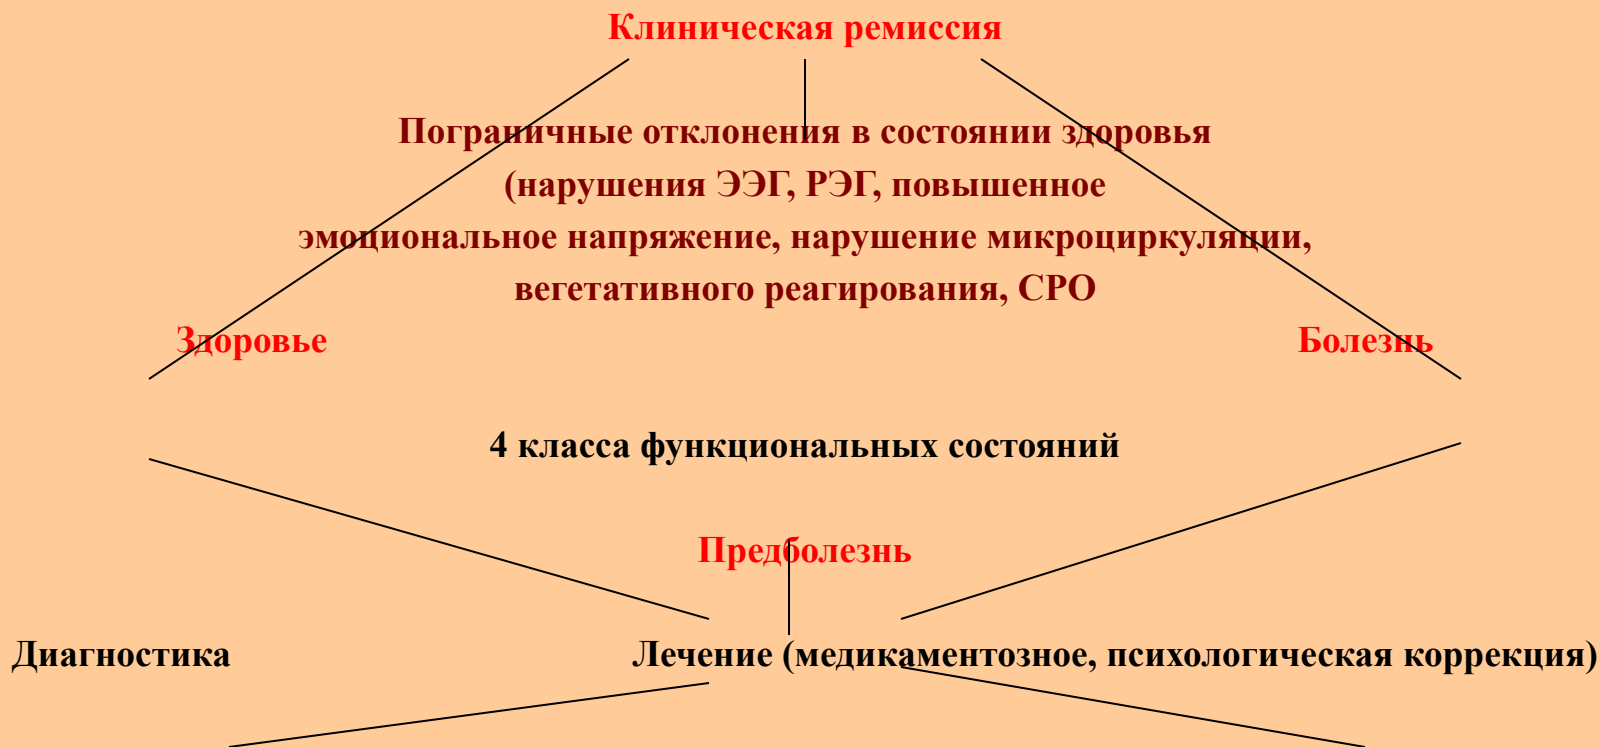 Клиническая ремиссия
Пограничные отклонения в состоянии здоровья
(нарушения ЭЭГ, РЭГ, повышенное
эмоциональное напряжение, нарушение микроциркуляции,
вегетативного реагирования, СРО
Здоровье Болезнь
4 класса функциональных состояний
Предболезнь
Диагностика Лечение (медикаментозное, психологическая коррекция)